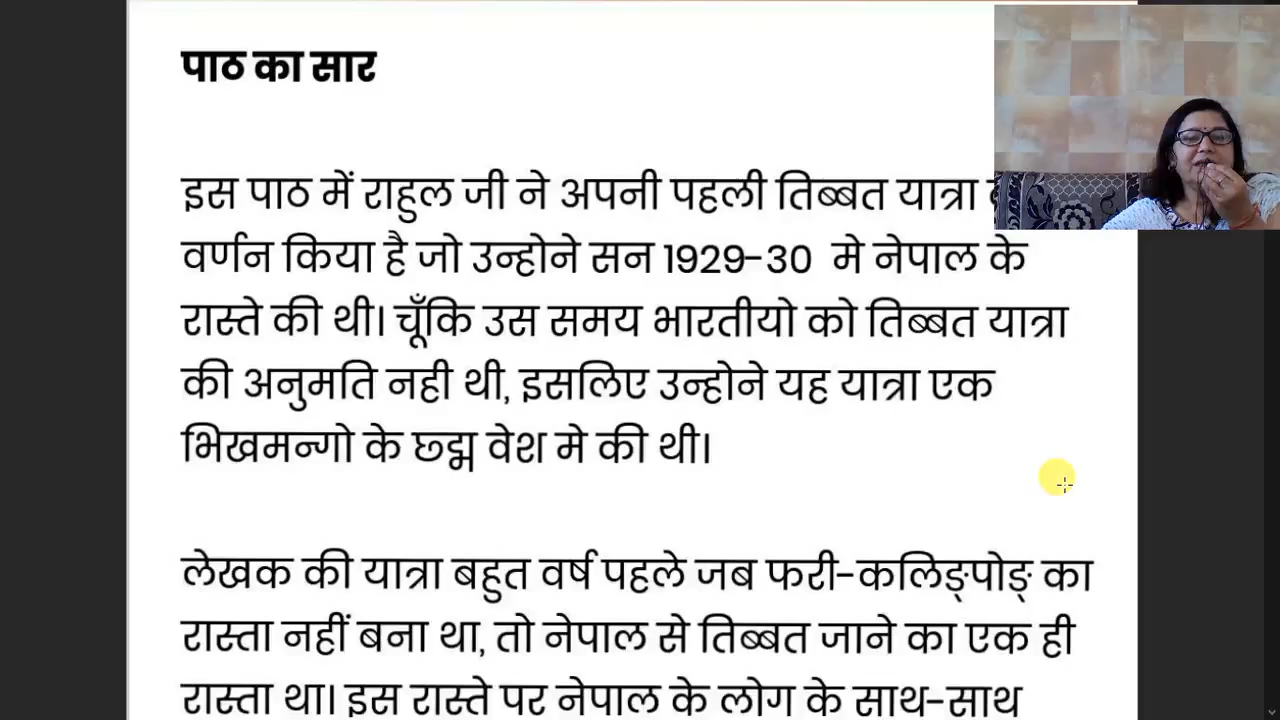 पाठ का सार
इस पाठ में राहुल जी ने अपनी पहली तिब्बत यात्रा
वर्णन किया है जो उन्होने सन 1929-30 मे नेपाल के
रास्ते की थी। चूँकि उस समय भारतीयो को तिब्बत यात्रा
की अनुमति नही थी, इसलिए उन्होने यह यात्रा एक
भिखमन्गो के छद्म वेश मे की थी।
लेखक की यात्रा बहुत वर्ष पहले जब फरी-कलिङ्पोङ् का
रास्ता नहीं बना था, तो नेपाल से तिब्बत जाने का एक ही
रास्ता था। इस रास्ते पर नेपाल के लोग के साथ-साथ